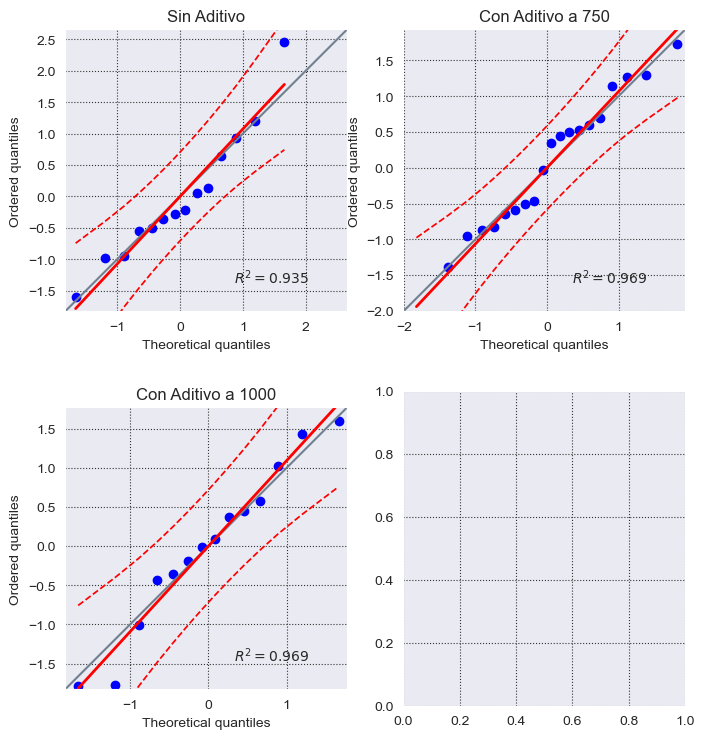 Sin Aditivo
2.5
2.0
1.5
1.0
0.5
0.0
−0.5
−1.0
−1.5
Ordered quantiles
R² = 0.935
−1 0 1 2
Theoretical quantiles
Con Aditivo a 750
1.5
1.0
0.5
0.0
−0.5
−1.0
−1.5
−2.0
Ordered quantiles
R² = 0.969
−2 −1 0 1
Theoretical quantiles
Con Aditivo a 1000
1.5
1.0
0.5
0.0
−0.5
−1.0
−1.5
Ordered quantiles
R² = 0.969
−1 0 1
Theoretical quantiles
1.0
0.8
0.6
0.4
0.2
0.0
0.0 0.2 0.4 0.6 0.8 1.0